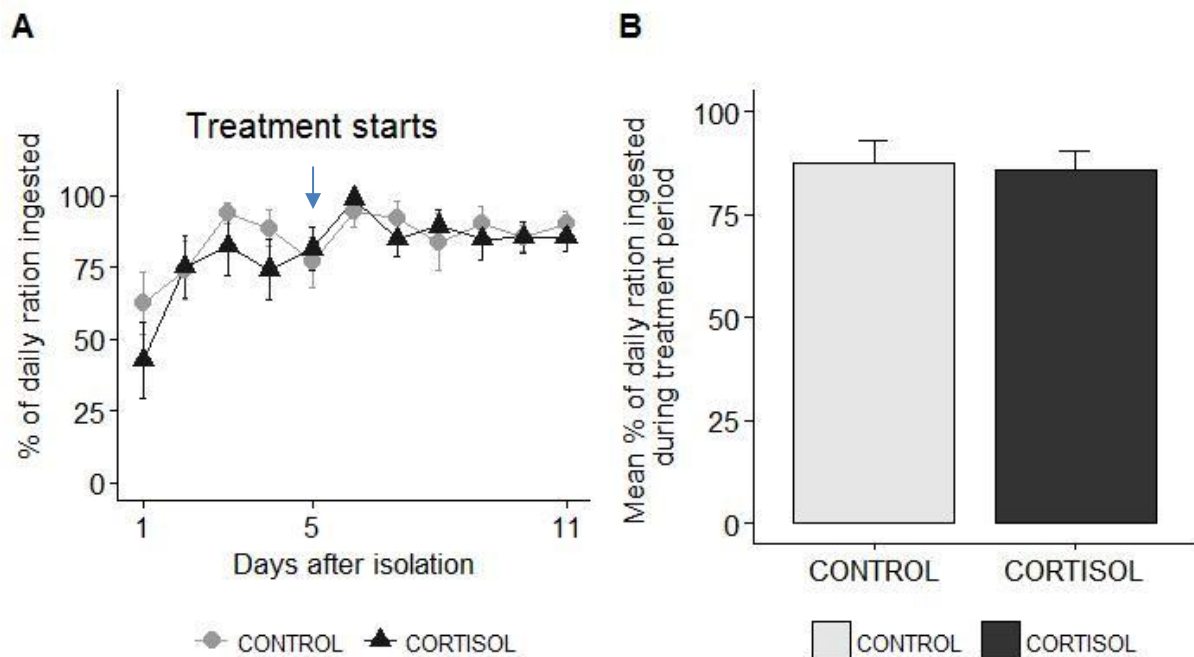 A
Treatment starts
% of daily ration ingested
100
75
50
25
0
1
5
11
Days after isolation
CONTROL
CORTISOL
B
Mean % of daily ration ingested
during treatment period
100
75
50
25
0
CONTROL
CORTISOL
CONTROL
CORTISOL